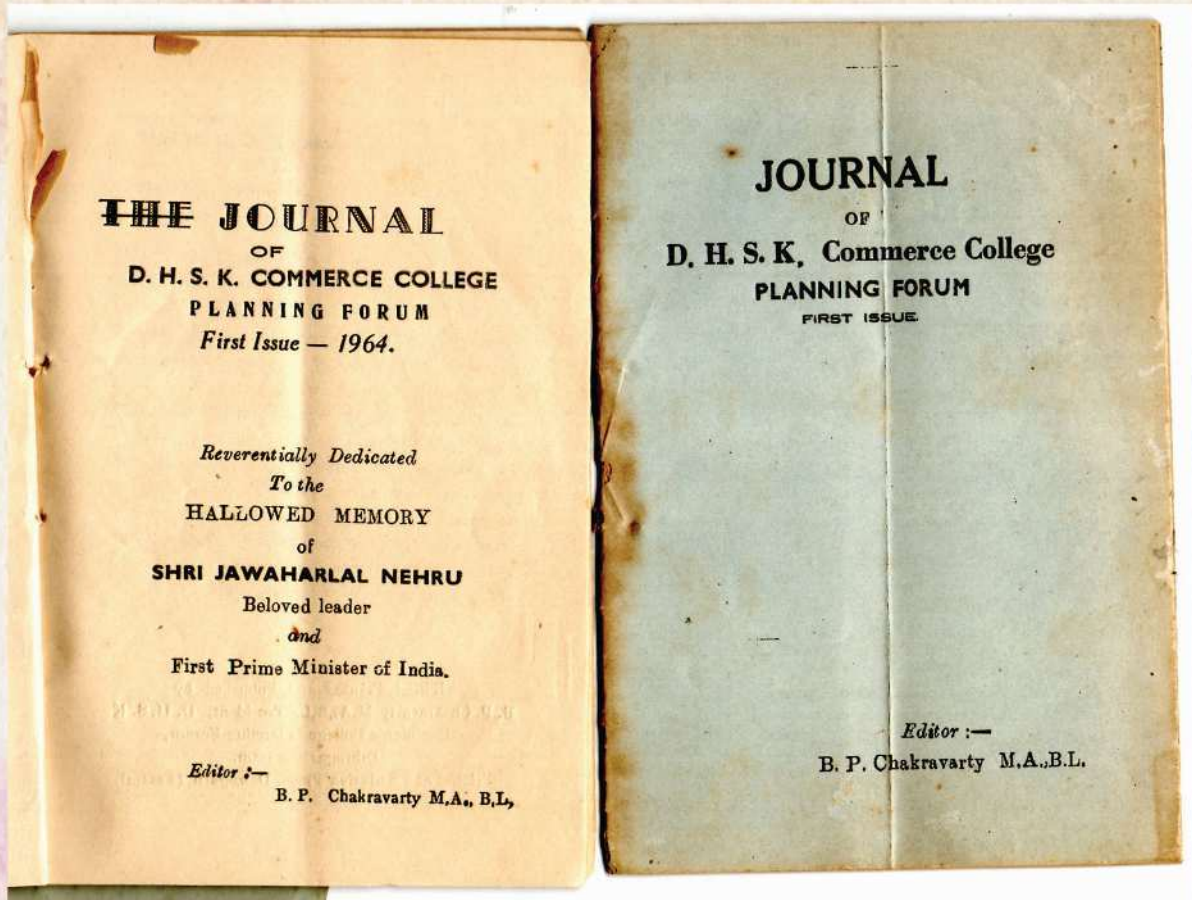 THE JOURNAL
OF
D. H. S. K. COMMERCE COLLEGE
PLANNING FORUM
First Issue — 1964.
Reverentially Dedicated
To the
HALLOWED MEMORY
of
SHRI JAWAHARLAL NEHRU
Beloved leader
and
First Prime Minister of India.
Editor :—
B. P. Chakravarty M.A., B.L,
JOURNAL
OF
D. H. S. K. Commerce College
PLANNING FORUM
FIRST ISSUE.
Editor :—
B. P. Chakravarty M.A.,B.L.